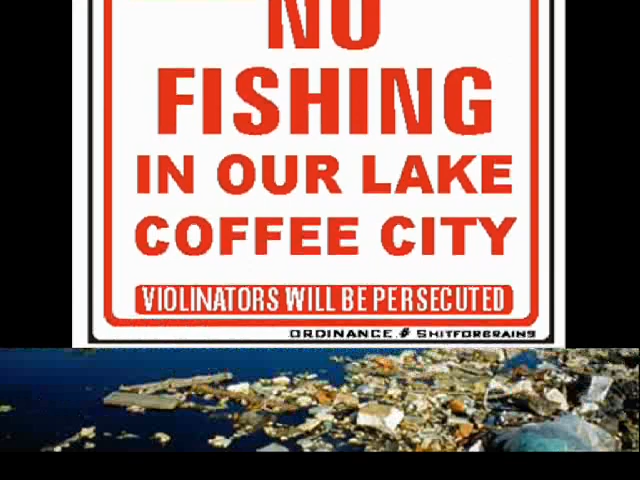 NO
FISHING
IN OUR LAKE
COFFEE CITY
VIOLINATORS WILL BE PERSECUTED
ORDINANCE # SHITFORBRAINS